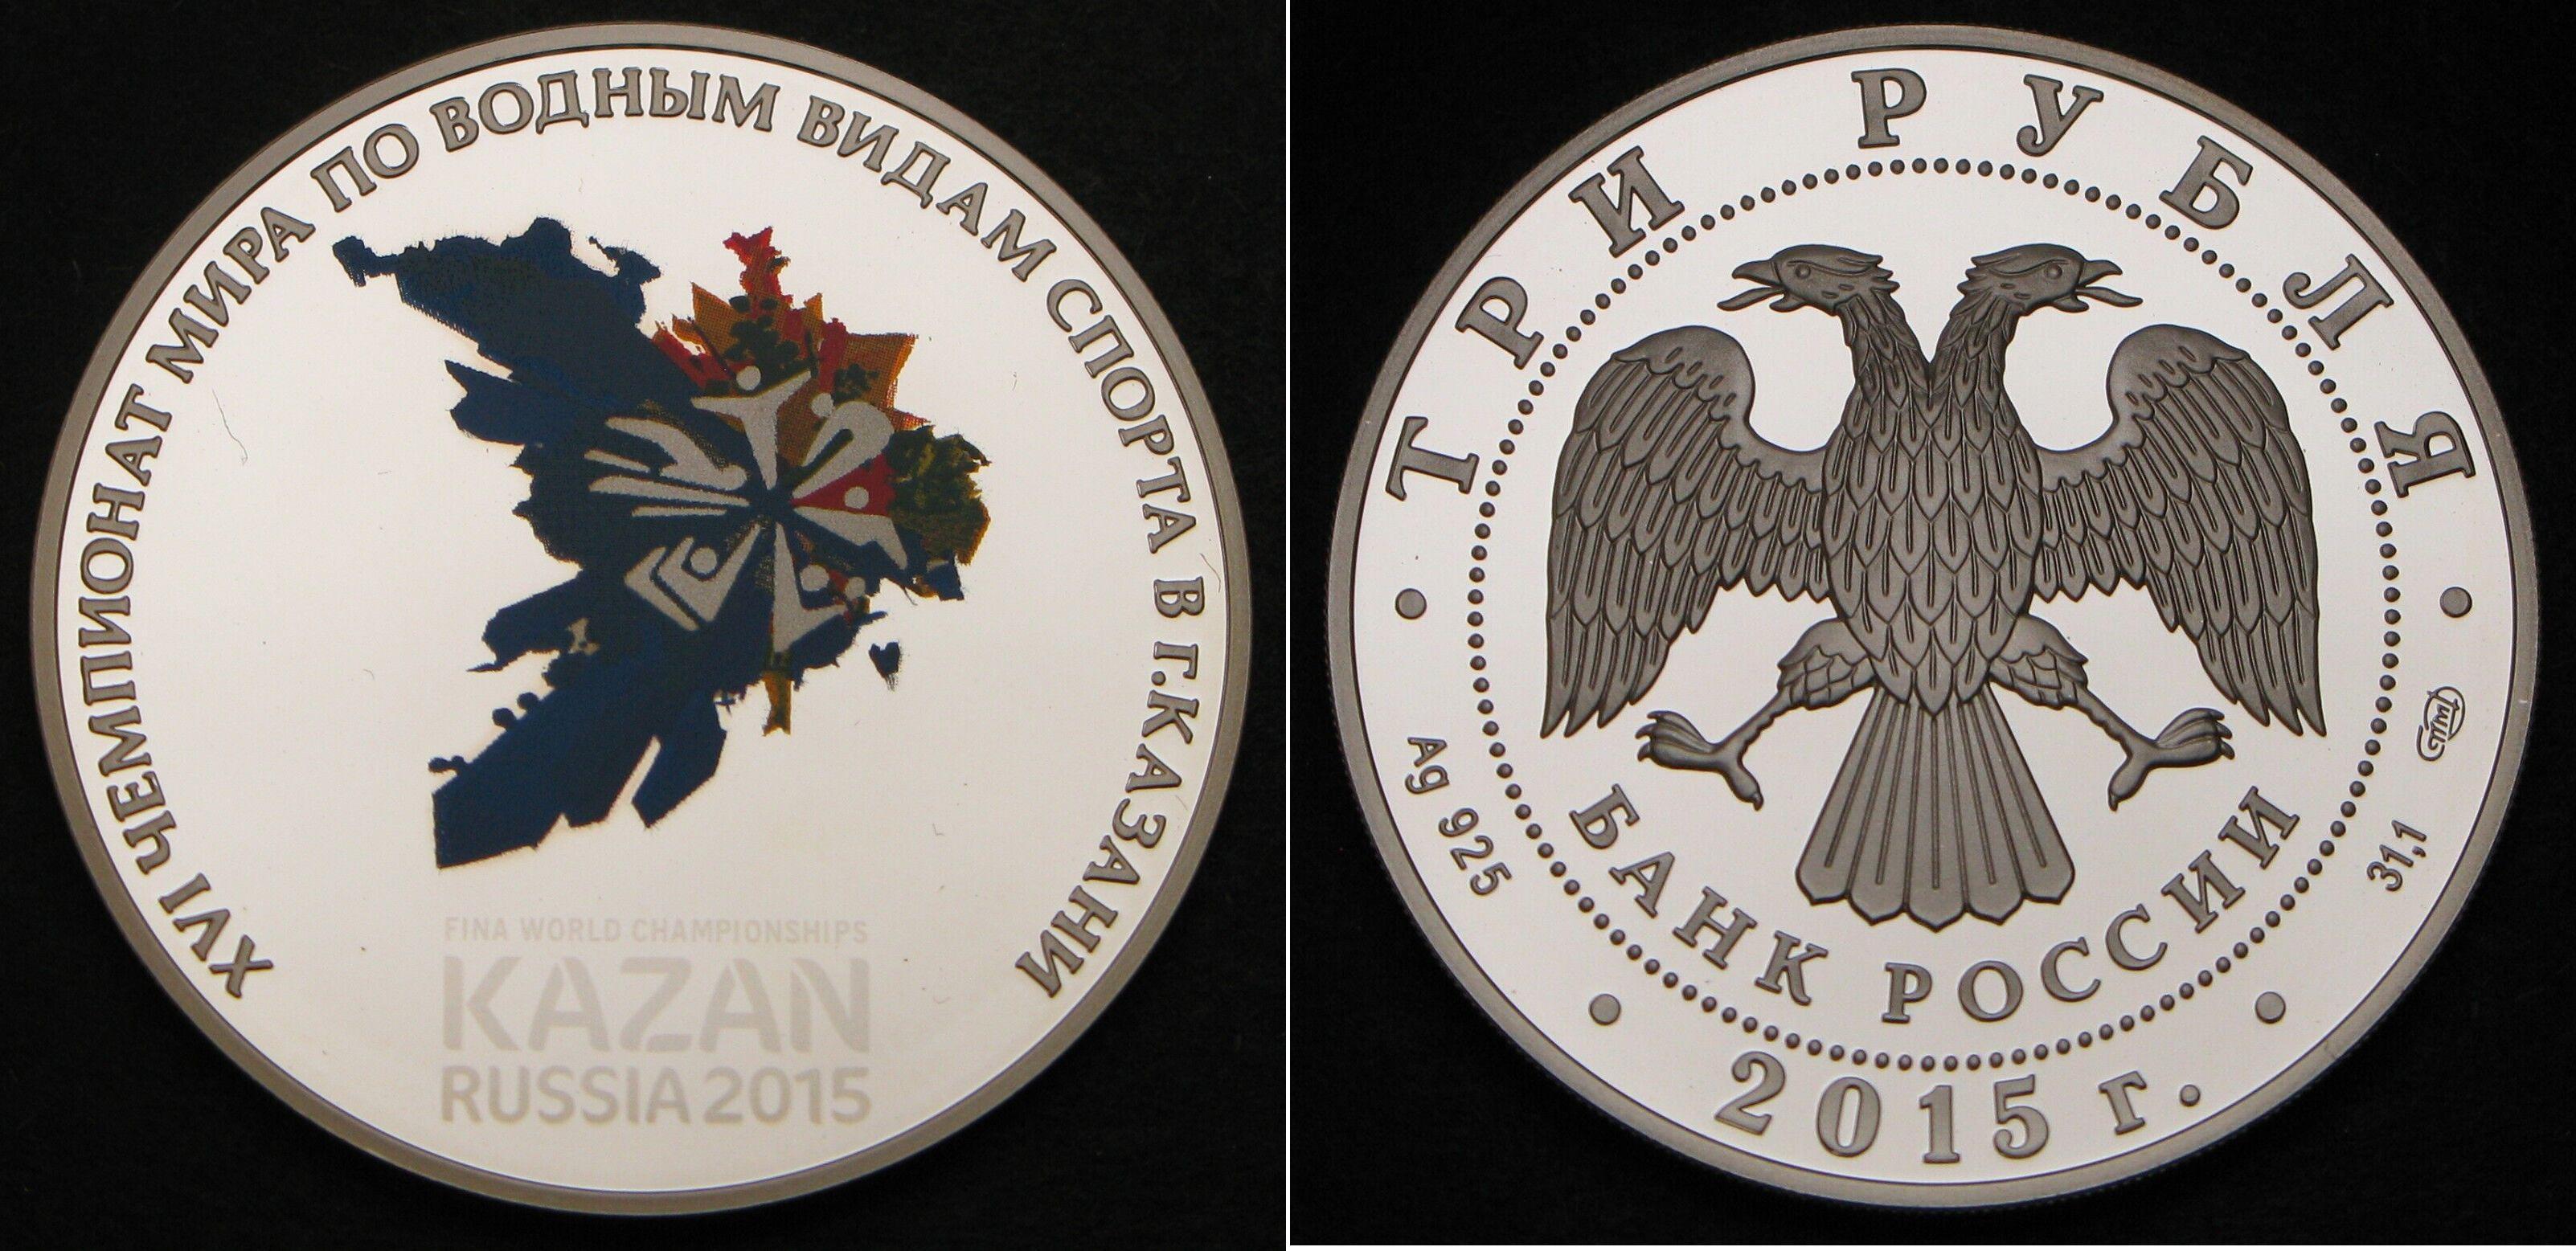 XVI ЧЕМПИОНАТ МИРА ПО ВОДНЫМ ВИДАМ СПОРТА В Г.КАЗАНИ
FINA WORLD CHAMPIONSHIPS
KAZAN
RUSSIA 2015
ТРИ РУБЛЯ
БАНК РОССИИ
Ag 925
31,1
СПМД
2015 г.